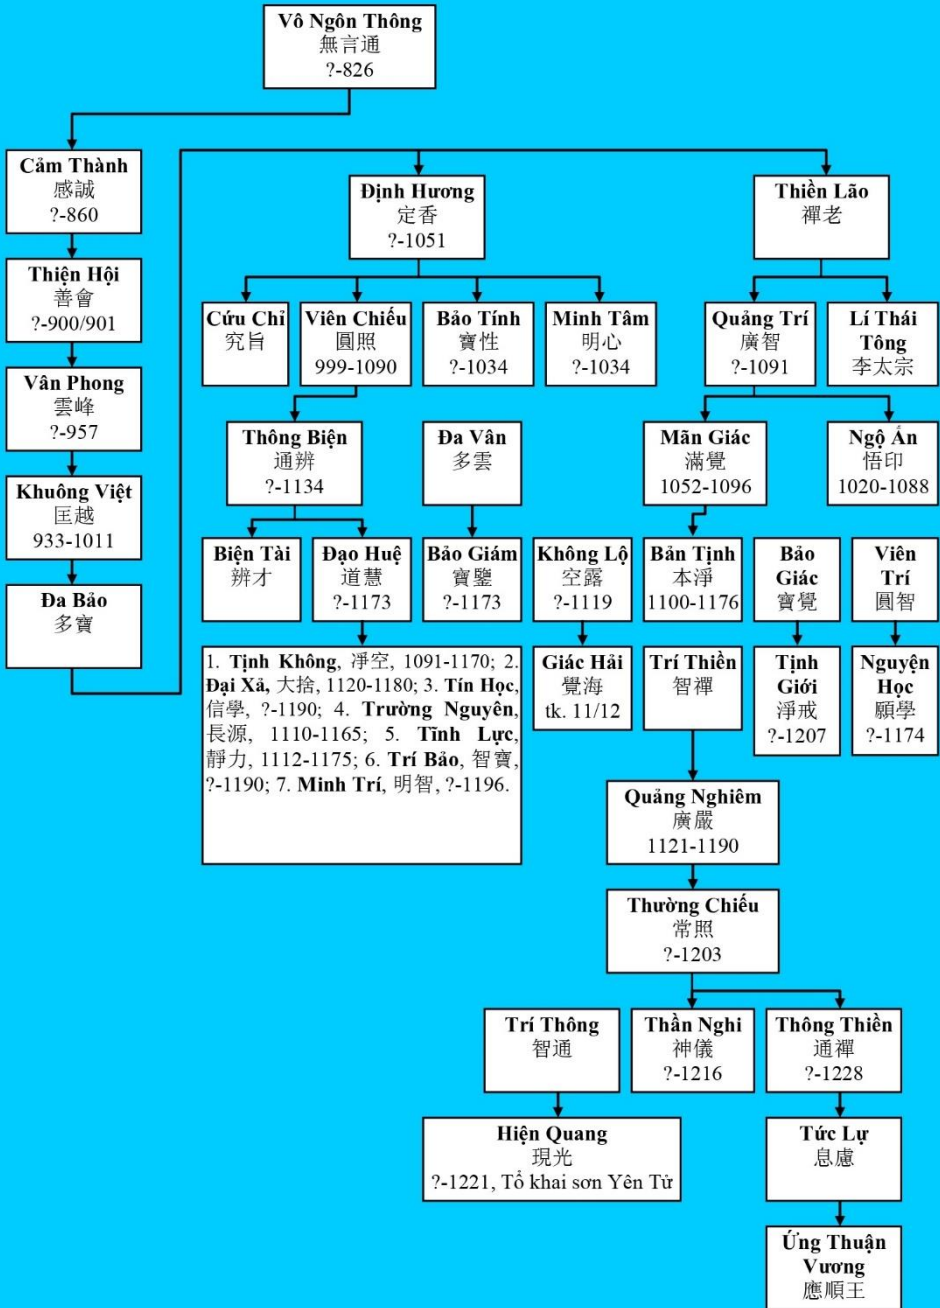 Vô Ngôn Thông
無言通
?-826
Cảm Thành
感誠
?-860
Định Hương
定香
?-1051
Thiền Lão
禪老
Thiện Hội
善會
?-900/901
Cứu Chỉ
究旨
Viên Chiếu
圓照
999-1090
Bảo Tính
寶性
?-1034
Minh Tâm
明心
?-1034
Quảng Trí
廣智
?-1091
Lí Thái
Tông
李太宗
Vân Phong
雲峰
?-957
Thông Biện
通辨
?-1134
Đa Vân
多雲
Mãn Giác
滿覺
1052-1096
Ngộ Ấn
悟印
1020-1088
Khuông Việt
匡越
933-1011
Biện Tài
辨才
Đạo Huệ
道慧
?-1173
Bảo Giám
寶鑒
?-1173
Không Lộ
空露
?-1119
Bản Tịnh
本淨
1100-1176
Bảo
Giác
寶覺
Viên
Trí
圓智
Đa Bảo
多寶
1. Tịnh Không, 凈空, 1091-1170; 2.
Đại Xả, 大捨, 1120-1180; 3. Tín Học,
信學, ?-1190; 4. Trường Nguyên,
長源, 1110-1165; 5. Tĩnh Lực,
靜力, 1112-1175; 6. Trí Bảo, 智寶,
?-1190; 7. Minh Trí, 明智, ?-1196.
Giác Hải
覺海
tk. 11/12
Trí Thiền
智禪
Tịnh
Giới
淨戒
?-1207
Nguyện
Học
願學
?-1174
Quảng Nghiêm
廣嚴
1121-1190
Thường Chiếu
常照
?-1203
Trí Thông
智通
Thần Nghi
神儀
?-1216
Thông Thiền
通禪
?-1228
Hiện Quang
現光
?-1221, Tổ khai sơn Yên Tử
Tức Lự
息慮
Ứng Thuận
Vương
應順王